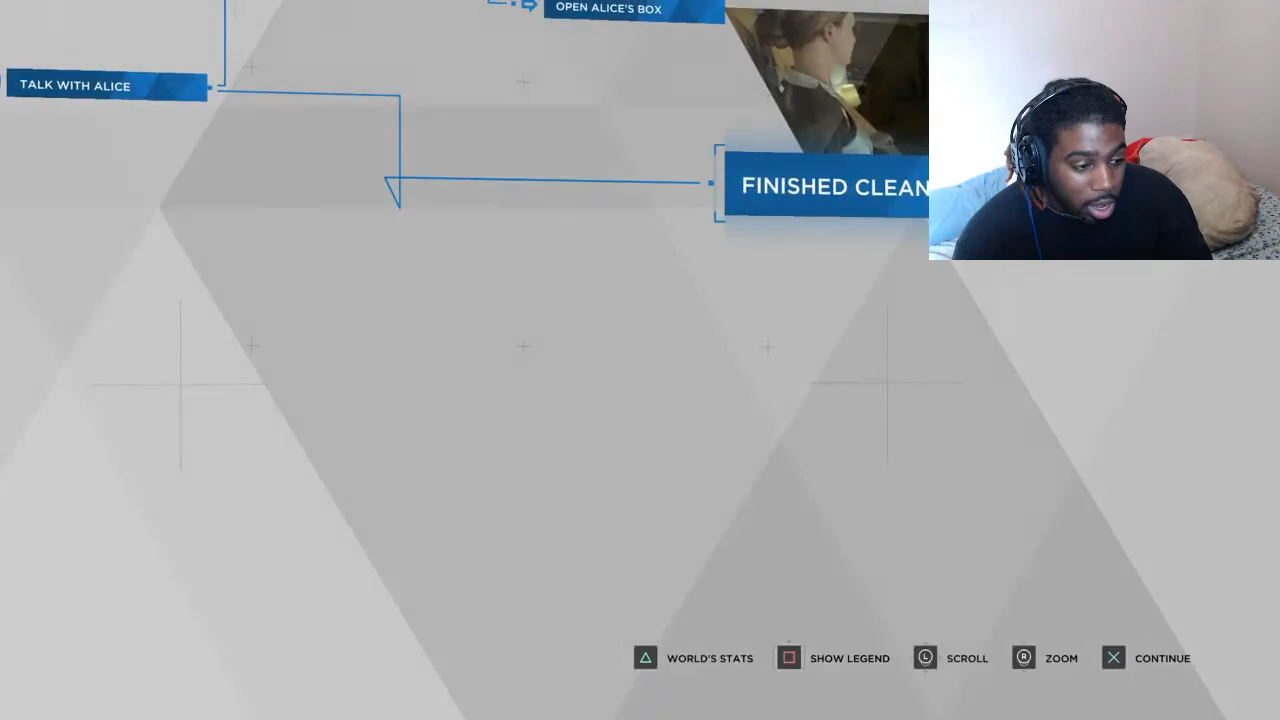 OPEN ALICE'S BOX
TALK WITH ALICE
FINISHED CLEAN
WORLD'S STATS
SHOW LEGEND
L
SCROLL
R
ZOOM
CONTINUE